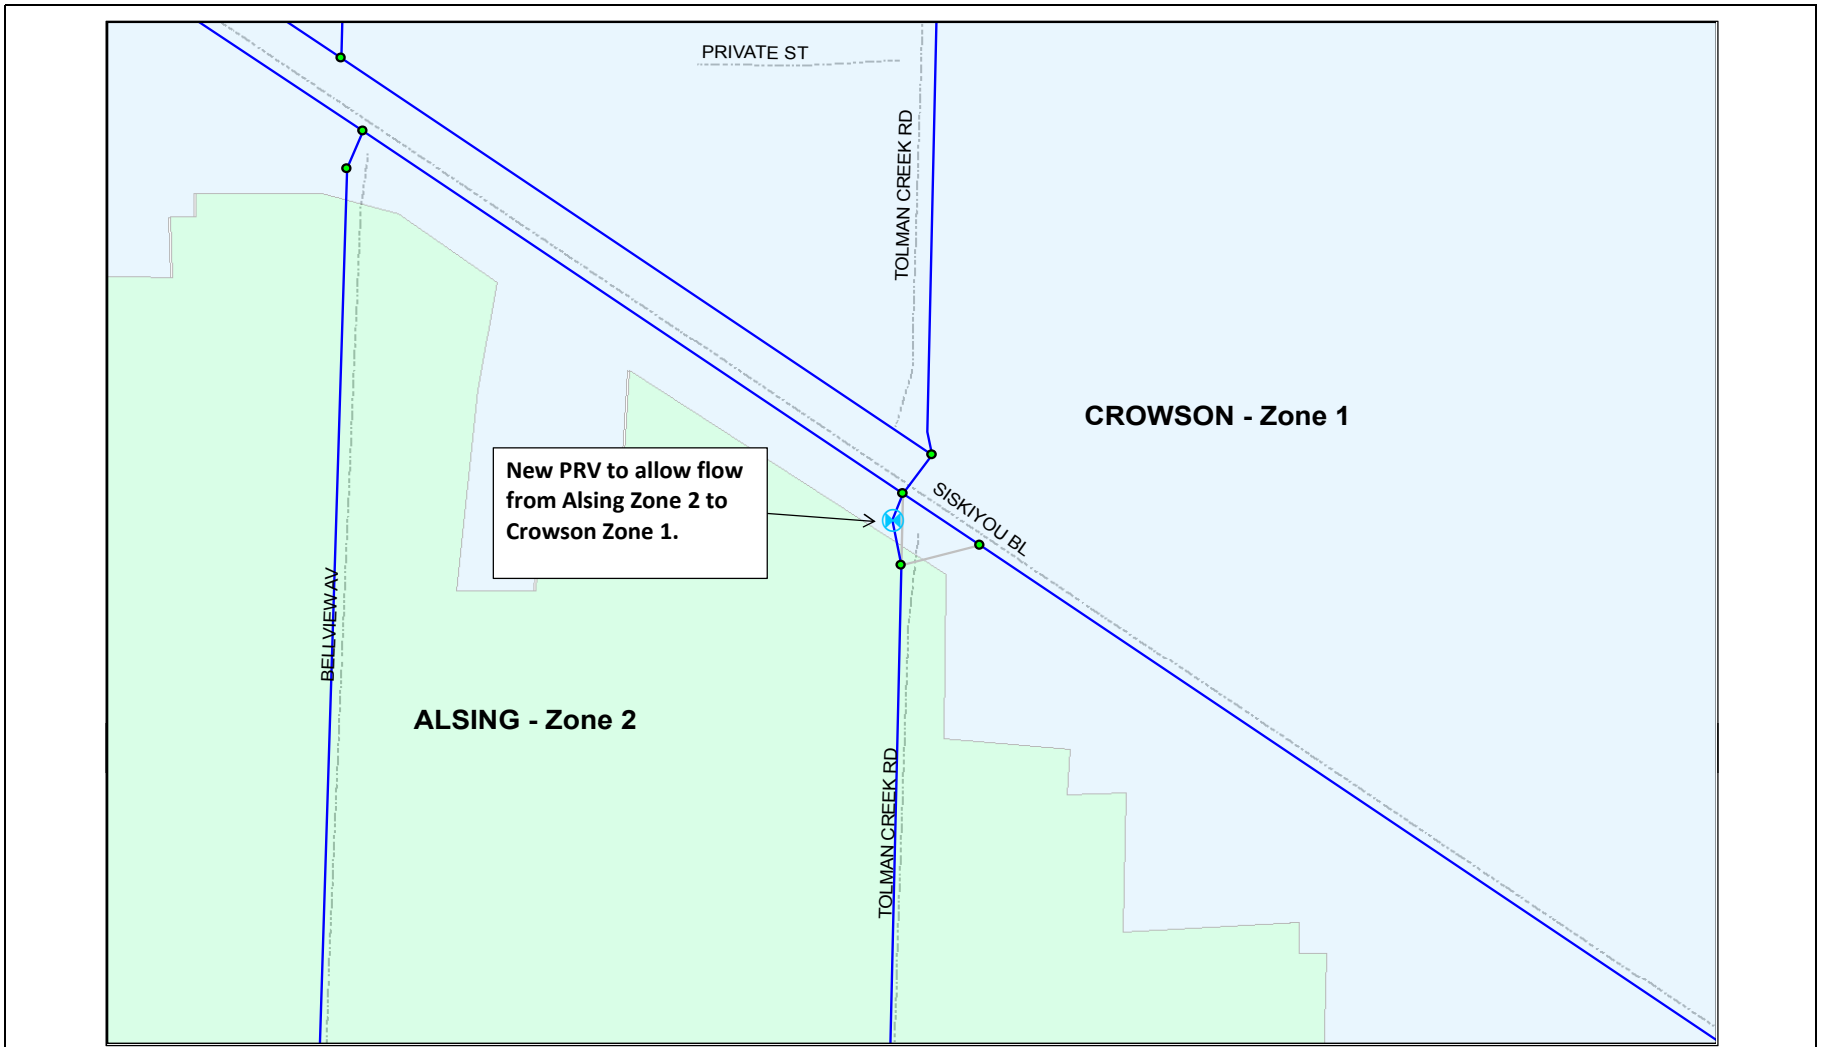 PRIVATE ST
TOLMAN CREEK RD
CROWSON - Zone 1
New PRV to allow flow
from Alsing Zone 2 to
Crowson Zone 1.
SISKIYOU BL
BELLVIEW AV
ALSING - Zone 2
TOLMAN CREEK RD